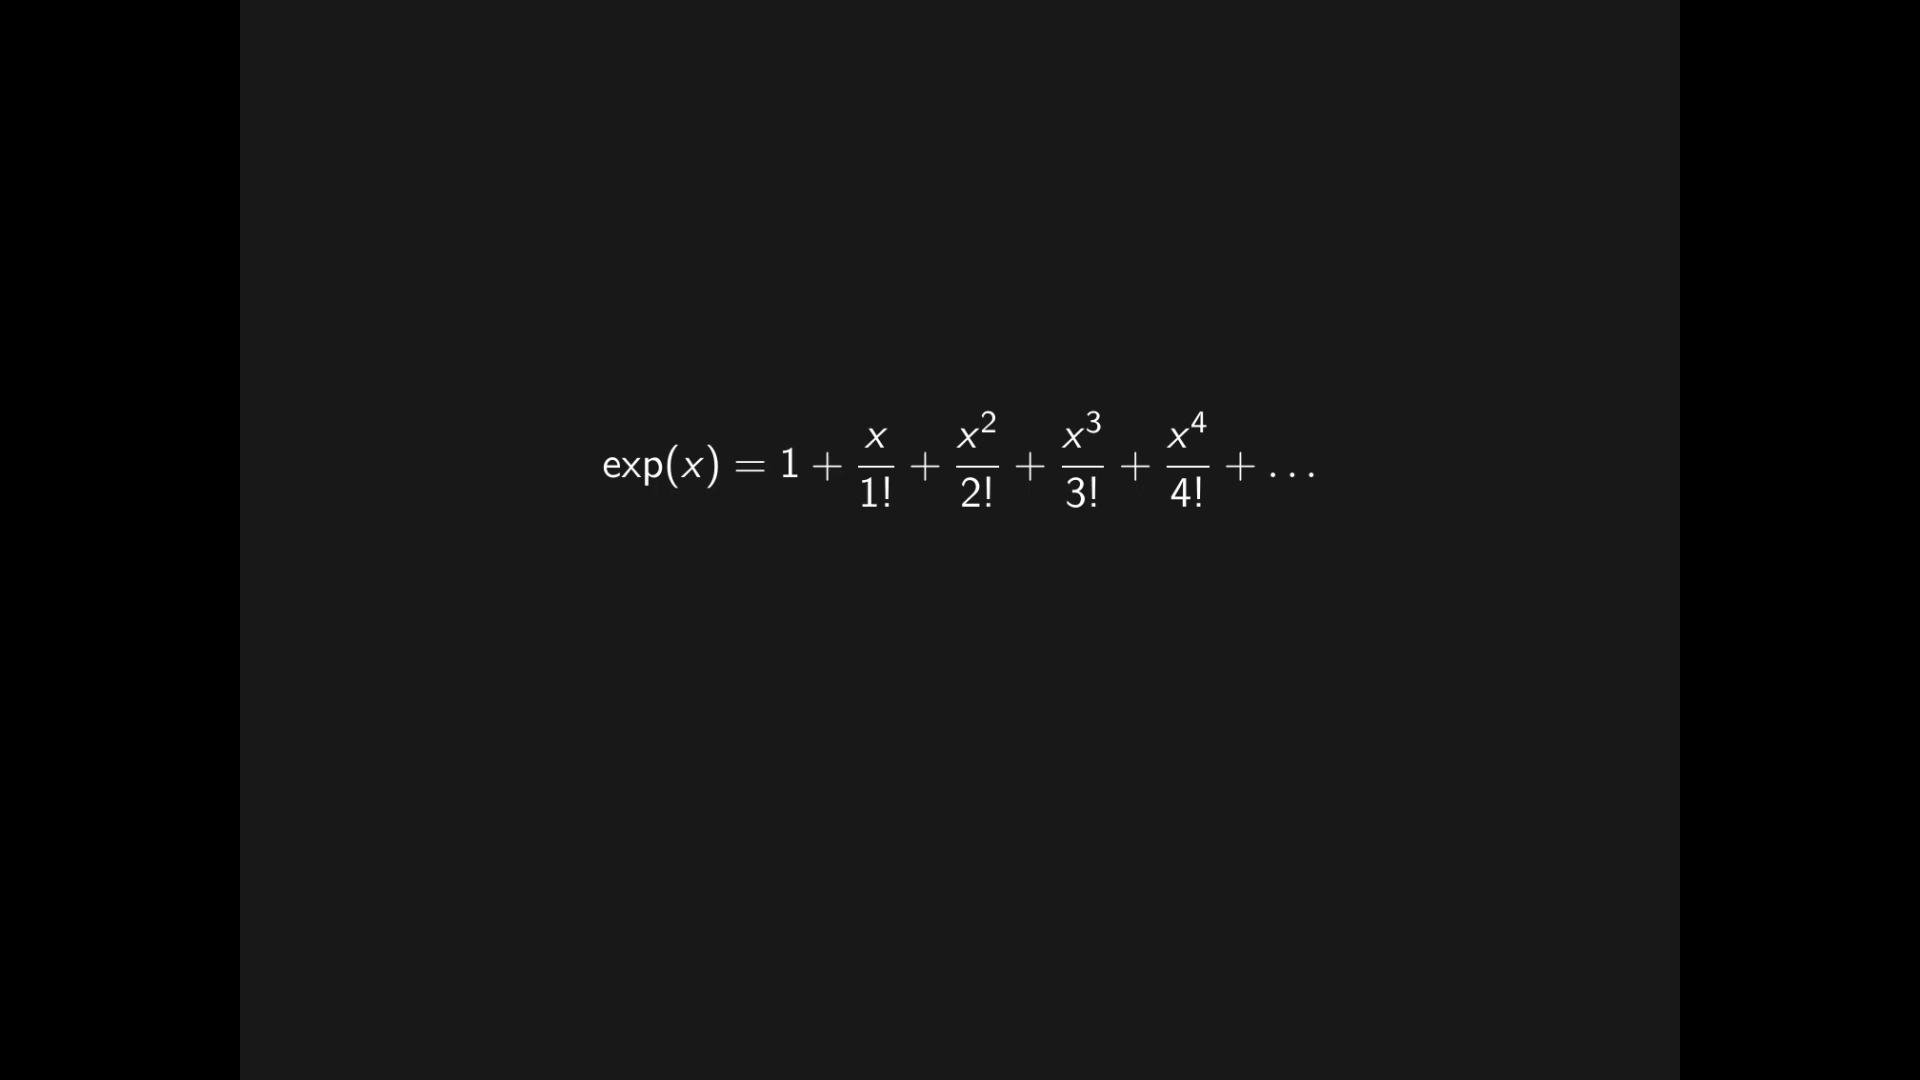 exp(x) = 1 + x/1! + x²/2! + x³/3! + x⁴/4! + ...